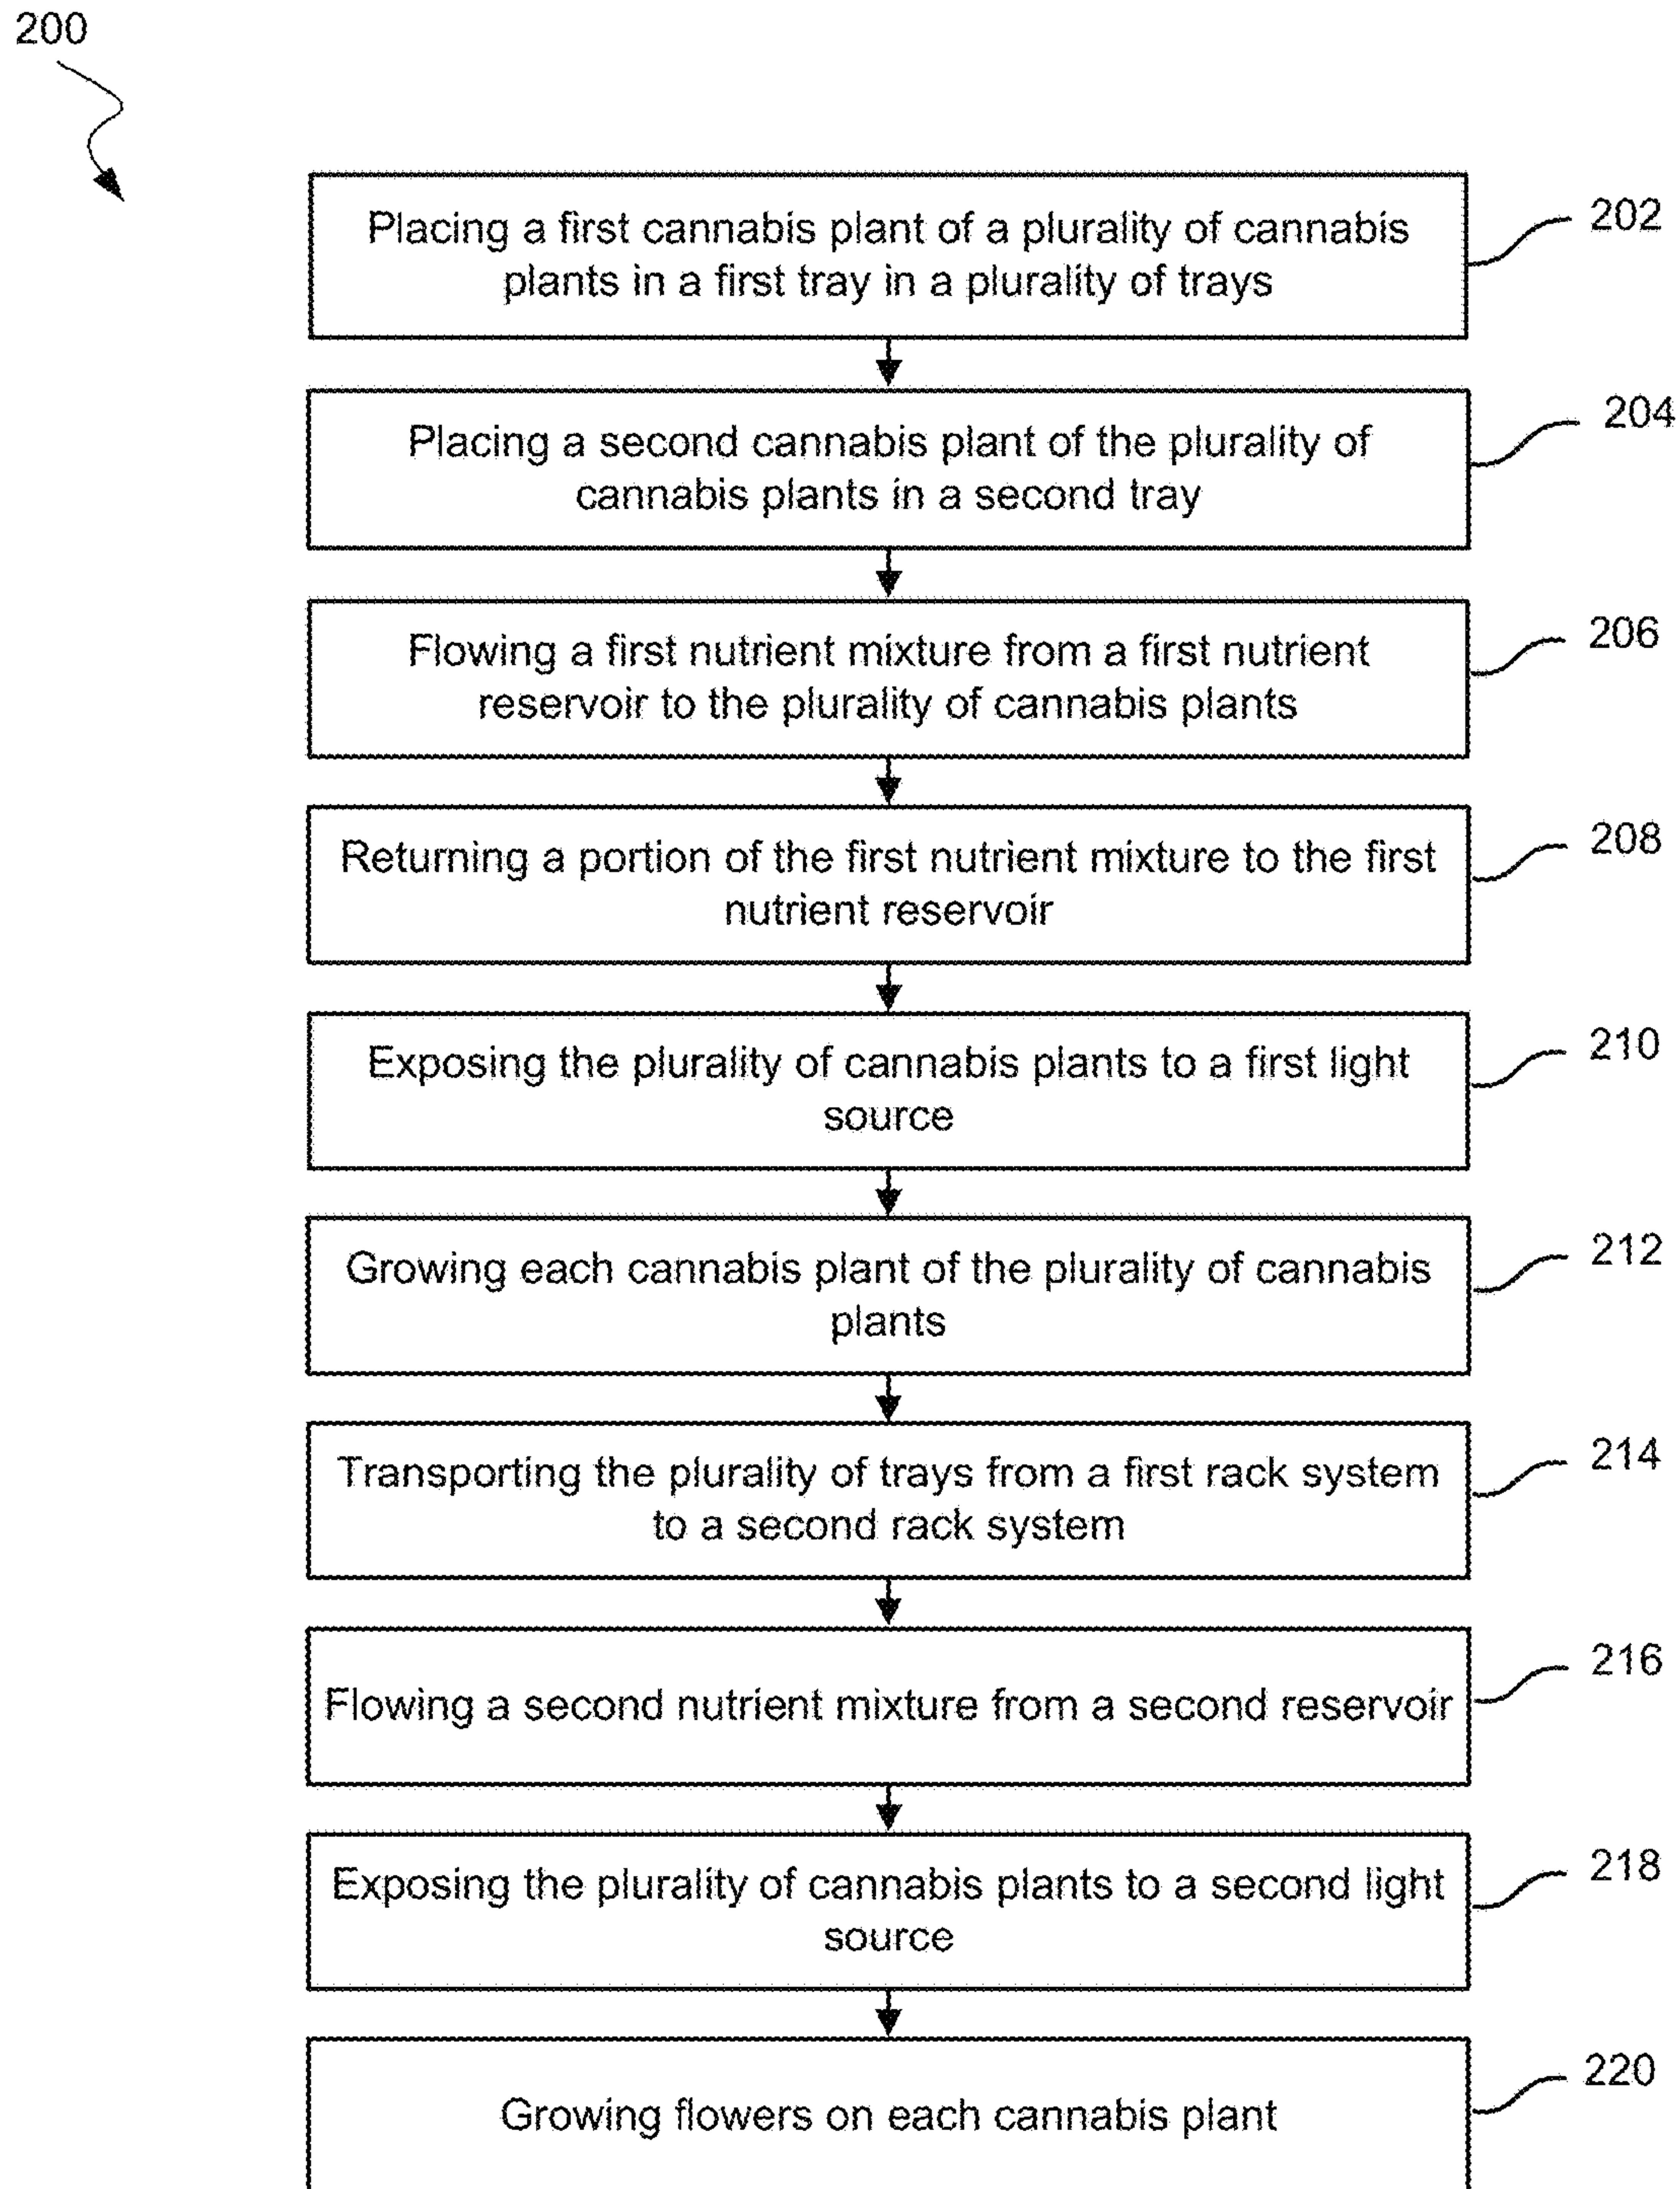 200
Placing a first cannabis plant of a plurality of cannabis
plants in a first tray in a plurality of trays
202
Placing a second cannabis plant of the plurality of
cannabis plants in a second tray
204
Flowing a first nutrient mixture from a first nutrient
reservoir to the plurality of cannabis plants
206
Returning a portion of the first nutrient mixture to the first
nutrient reservoir
208
Exposing the plurality of cannabis plants to a first light
source
210
Growing each cannabis plant of the plurality of cannabis
plants
212
Transporting the plurality of trays from a first rack system
to a second rack system
214
Flowing a second nutrient mixture from a second reservoir
216
Exposing the plurality of cannabis plants to a second light
source
218
Growing flowers on each cannabis plant
220